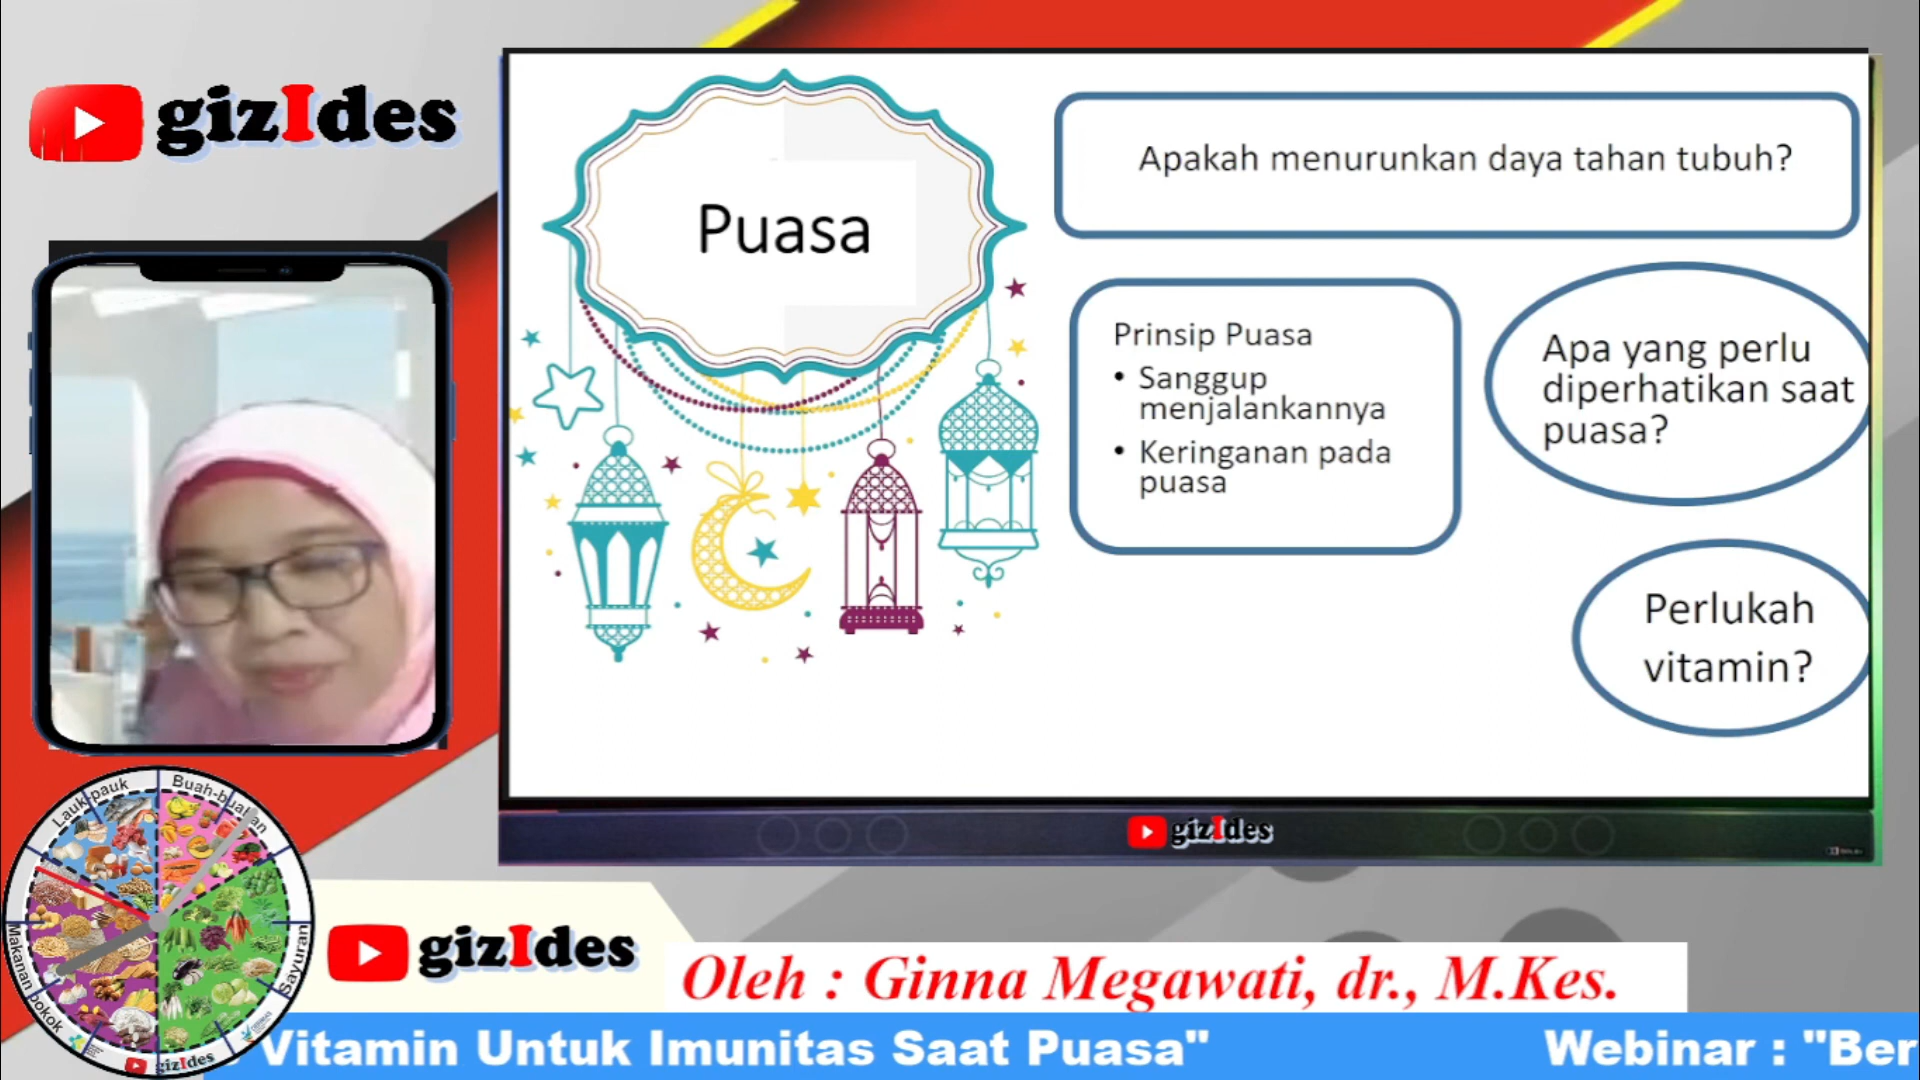 gizIdes
Puasa
Apakah menurunkan daya tahan tubuh?
Prinsip Puasa
• Sanggup
menjalankannya
• Keringanan pada
puasa
Apa yang perlu
diperhatikan saat
puasa?
Perlukah
vitamin?
gizIdes
Lauk-pauk
Buah-buahan
Sayuran
Makanan pokok
gizIdes
gizIdes
Oleh : Ginna Megawati, dr., M.Kes.
Vitamin Untuk Imunitas Saat Puasa" Webinar : "Ber